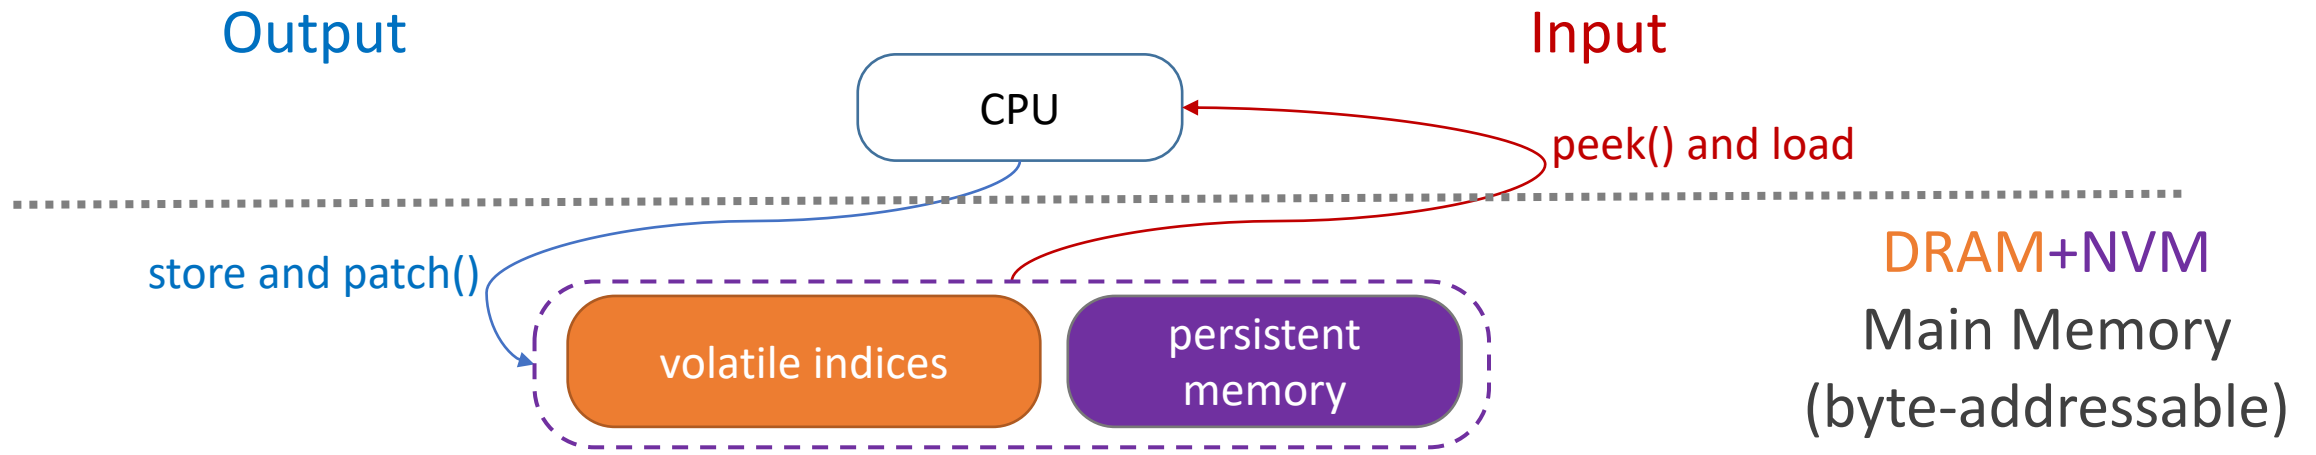 Output
Input
CPU
peek() and load
store and patch()
DRAM+NVM
Main Memory
(byte-addressable)
volatile indices
persistent
memory